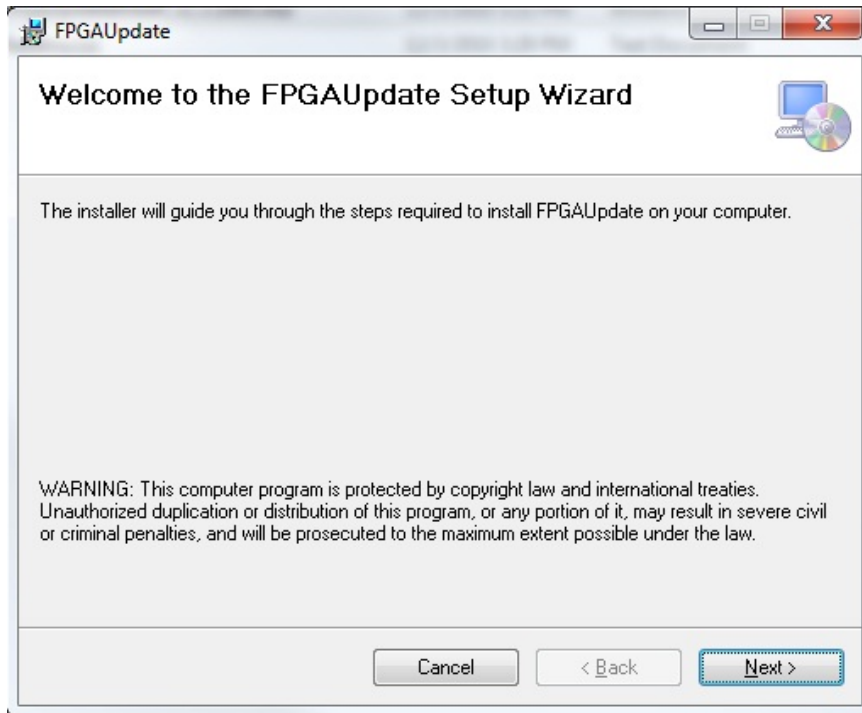 FPGAUpdate
Welcome to the FPGAUpdate Setup Wizard
The installer will guide you through the steps required to install FPGAUpdate on your computer.
WARNING: This computer program is protected by copyright law and international treaties.
Unauthorized duplication or distribution of this program, or any portion of it, may result in severe civil
or criminal penalties, and will be prosecuted to the maximum extent possible under the law.
Cancel
< Back
Next >